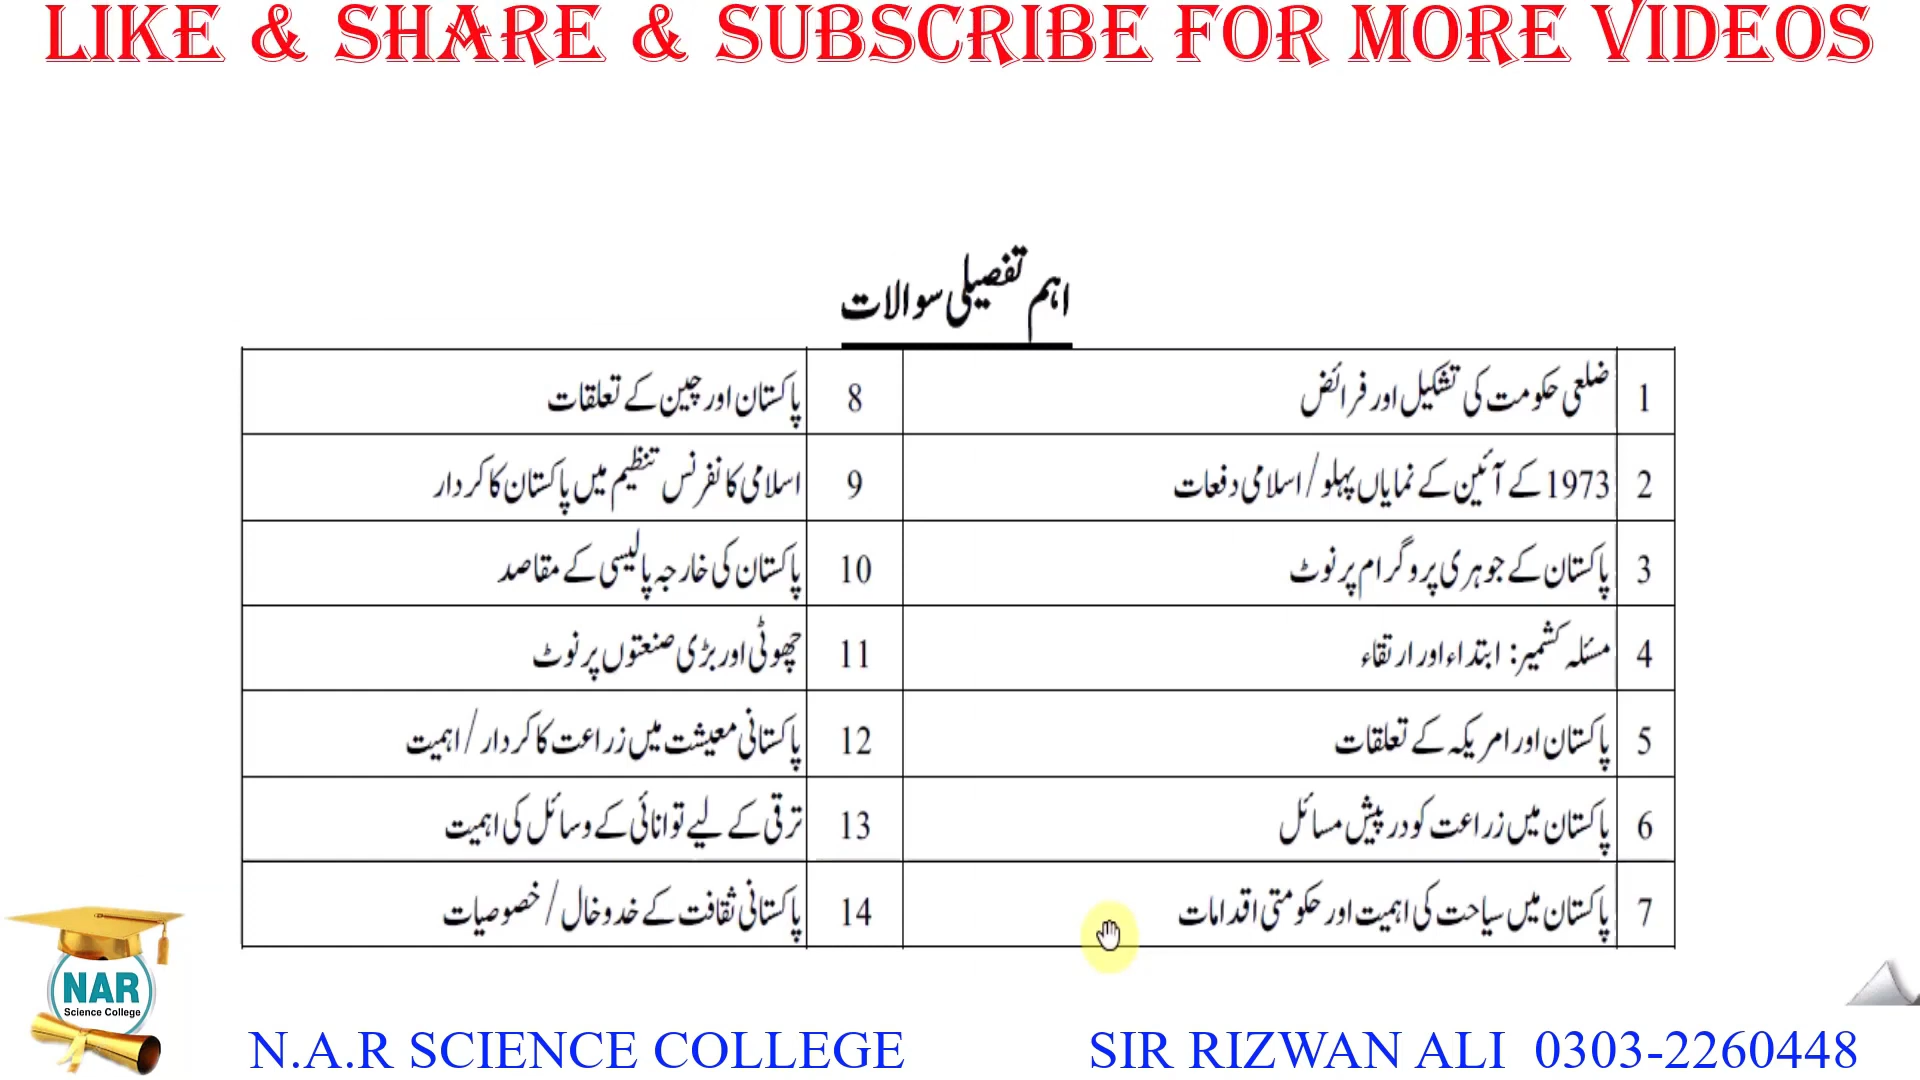 LIKE & SHARE & SUBSCRIBE FOR MORE VIDEOS
اہم تفصیلی سوالات
1 ضلعی حکومت کی تشکیل اور فرائض 8 پاکستان اور چین کے تعلقات
2 1973 کے آئین کے نمایاں پہلو/اسلامی دفعات 9 اسلامی کانفرنس تنظیم میں پاکستان کا کردار
3 پاکستان کے جوہری پروگرام پر نوٹ 10 پاکستان کی خارجہ پالیسی کے مقاصد
4 مسئلہ کشمیر: ابتداء اور ارتقاء 11 چھوٹی اور بڑی صنعتوں پر نوٹ
5 پاکستان اور امریکہ کے تعلقات 12 پاکستانی معیشت میں زراعت کا کردار/اہمیت
6 پاکستان میں زراعت کو درپیش مسائل 13 ترقی کے لیے توانائی کے وسائل کی اہمیت
7 پاکستان میں سیاحت کی اہمیت اور حکومتی اقدامات 14 پاکستانی ثقافت کے خدوخال/خصوصیات
NAR
Science College
N.A.R SCIENCE COLLEGE SIR RIZWAN ALI 0303-2260448